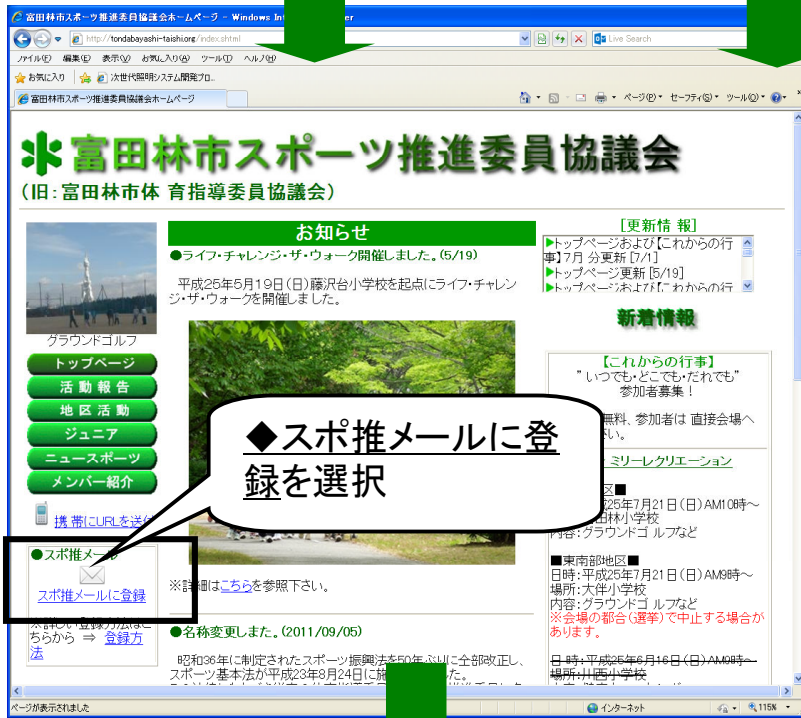 富田林市スポーツ推進委員協議会ホームページ - Windows In er
http://tondabayashi-taishi.org/index.shtml
Live Search
ファイル(F) 編集(E) 表示(V) お気に入り(A) ツール(T) ヘルプ(H)
お気に入り 次世代照明システム開発プロ...
富田林市スポーツ推進委員協議会ホームページ
ページ(P) セーフティ(S) ツール(O)
富田林市スポーツ推進委員協議会
(旧:富田林市体 育指導委員協議会)
グラウンドゴルフ
トップページ
活 動 報 告
地 区 活 動
ジュニア
ニュースポーツ
メンバー紹介
携 帯にURLを送
●スポ推メール
スポ推メールに登録
ちらから ⇒ 登録方
法
お知らせ
●ライフ・チャレンジ・ザ・ウォーク開催しました。(5/19)
平成25年5月19日(日)藤沢台小学校を起点にライフ・チャレン
ジ・ザ・ウォークを開催しました。
◆スポ推メールに登
録を選択
※詳細はこちらを参照下さい。
●名称変更しまた。(2011/09/05)
昭和36年に制定されたスポーツ振興法を50年ぶりに全部改正し、
スポーツ基本法が平成23年8月24日に施 た。
[更新情 報]
▶トップページおよび【これからの行
事】7月 分更新 [7/1]
▶トップページ更新 [5/19]
▶トップページおよび【これからの行
新着情報
【これからの行事】
”いつでも・どこでも・だれでも”
参加者募集!
無料、参加者は 直接会場へ
い。
ミリーレクリエーション
区■
25年7月21日(日)AM10時～
田林小学校
内容:グラウンドゴ ルフなど
■東南部地区■
日時:平成25年7月21日(日)AM9時～
場所:大伴小学校
内容:グラウンドゴ ルフなど
※会場の都合(選挙)で中止する場合が
あります。
日 時:平成25年6月16日(日)AM9時～
場所:川西小学校
ページが表示されました
インターネット
115%